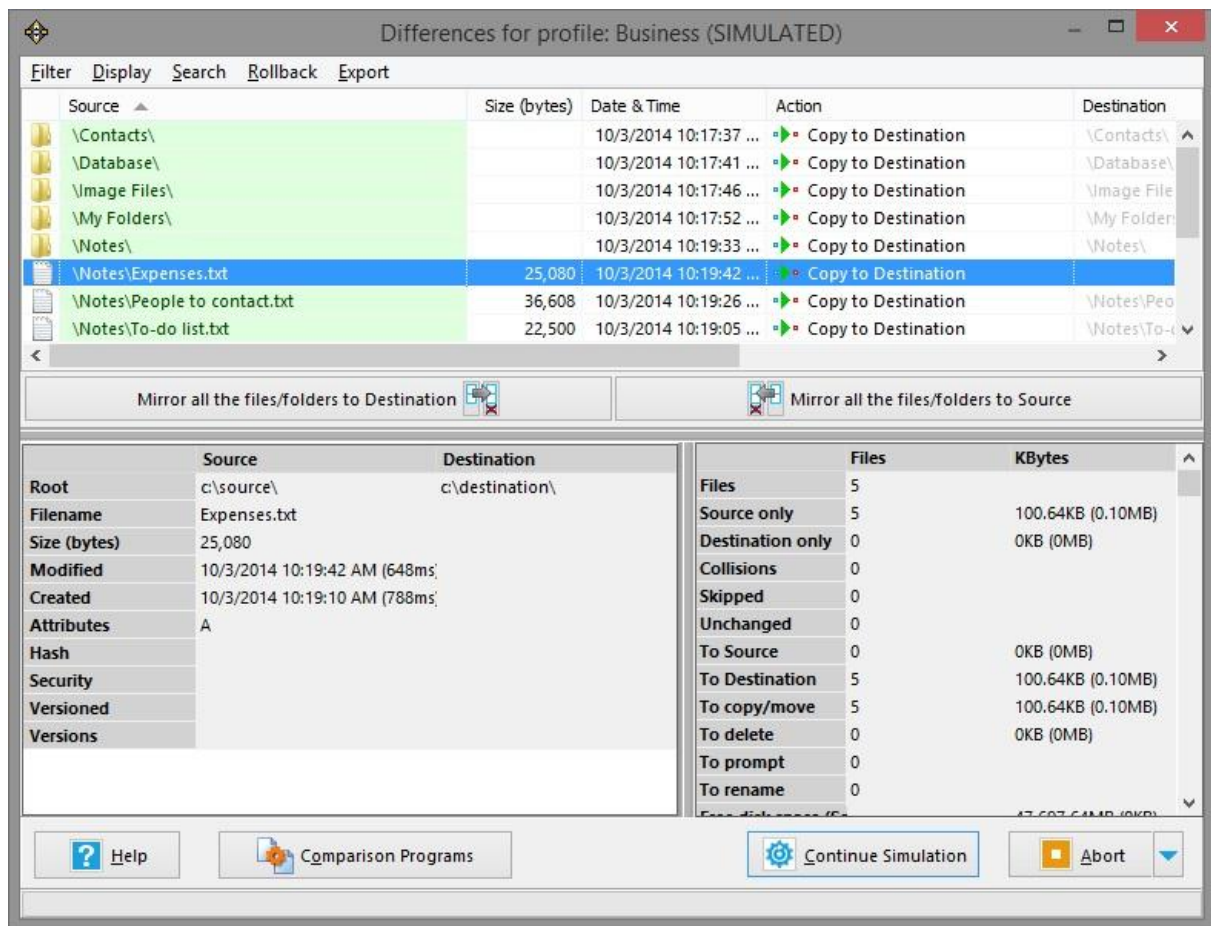 Differences for profile: Business (SIMULATED)
Filter Display Search Rollback Export
Source Size (bytes) Date & Time Action Destination
\Contacts\ 10/3/2014 10:17:37 ... Copy to Destination \Contacts\
\Database\ 10/3/2014 10:17:41 ... Copy to Destination \Database\
\Image Files\ 10/3/2014 10:17:46 ... Copy to Destination \Image File
\My Folders\ 10/3/2014 10:17:52 ... Copy to Destination \My Folder
\Notes\ 10/3/2014 10:19:33 ... Copy to Destination \Notes\
\Notes\Expenses.txt 25,080 10/3/2014 10:19:42 ... Copy to Destination
\Notes\People to contact.txt 36,608 10/3/2014 10:19:26 ... Copy to Destination \Notes\Peo
\Notes\To-do list.txt 22,500 10/3/2014 10:19:05 ... Copy to Destination \Notes\To-
Mirror all the files/folders to Destination Mirror all the files/folders to Source
Source Destination
Root c:\source\ c:\destination\
Filename Expenses.txt
Size (bytes) 25,080
Modified 10/3/2014 10:19:42 AM (648ms)
Created 10/3/2014 10:19:10 AM (788ms)
Attributes A
Hash
Security
Versioned
Versions
Files KBytes
Files 5
Source only 5 100.64KB (0.10MB)
Destination only 0 0KB (0MB)
Collisions 0
Skipped 0
Unchanged 0
To Source 0 0KB (0MB)
To Destination 5 100.64KB (0.10MB)
To copy/move 5 100.64KB (0.10MB)
To delete 0 0KB (0MB)
To prompt 0
To rename 0
Help Comparison Programs Continue Simulation Abort